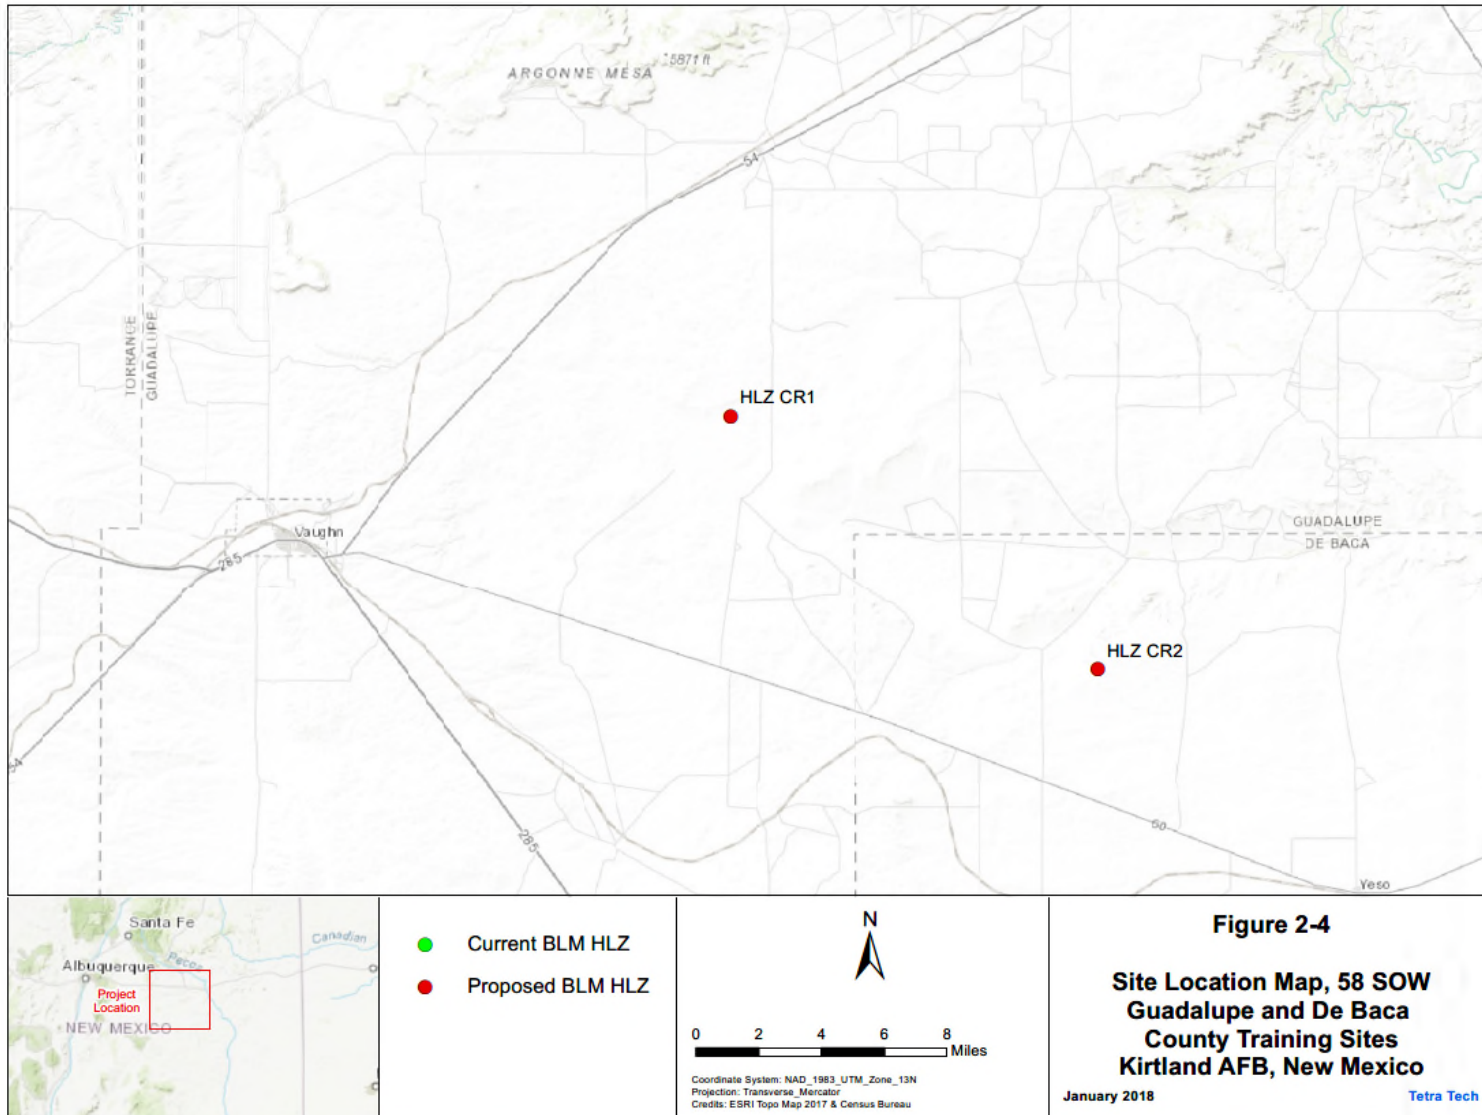 5871 ft
ARGONNE MESA
54
TORRANCE
GUADALUPE
HLZ CR1
Vaughn
285
GUADALUPE
DE BACA
HLZ CR2
54
285
60
Yeso
Santa Fe
Canadian
Pecos
Albuquerque
Project
Location
NEW MEXICO
Current BLM HLZ
Proposed BLM HLZ
N
0 2 4 6 8
Miles
Coordinate System: NAD_1983_UTM_Zone_13N
Projection: Transverse_Mercator
Credits: ESRI Topo Map 2017 & Census Bureau
Figure 2-4
Site Location Map, 58 SOW
Guadalupe and De Baca
County Training Sites
Kirtland AFB, New Mexico
January 2018
Tetra Tech